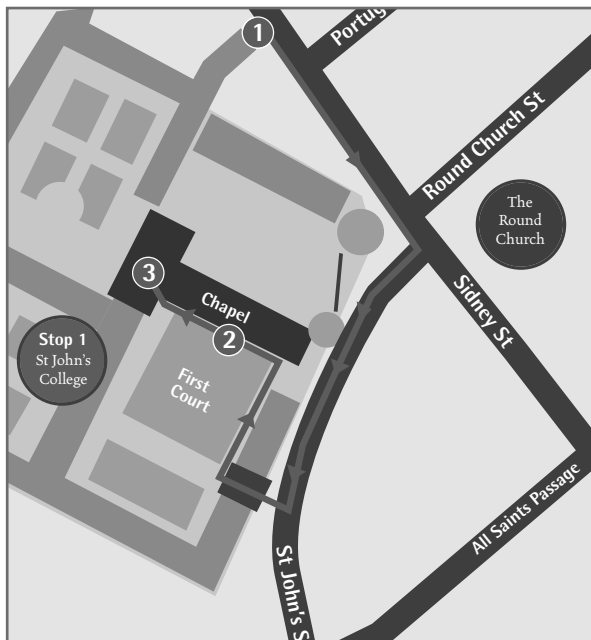 1
Portug
Round Church St
The
Round
Church
3
Chapel
Sidney St
2
Stop 1
St John's
College
First
Court
All Saints Passage
St John's S